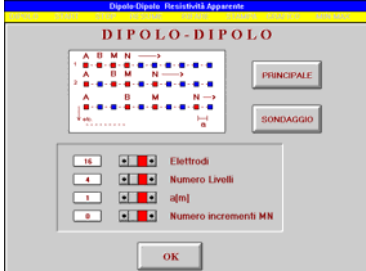 Dipolo-Dipolo Resistività Apparente
DIPOLO-DIPOLO
A B M N
1
A B M N
2
A B M N
etc.
a
PRINCIPALE
SONDAGGIO
16 Elettrodi
4 Numero Livelli
1 a[m]
0 Numero incrementi MN
OK